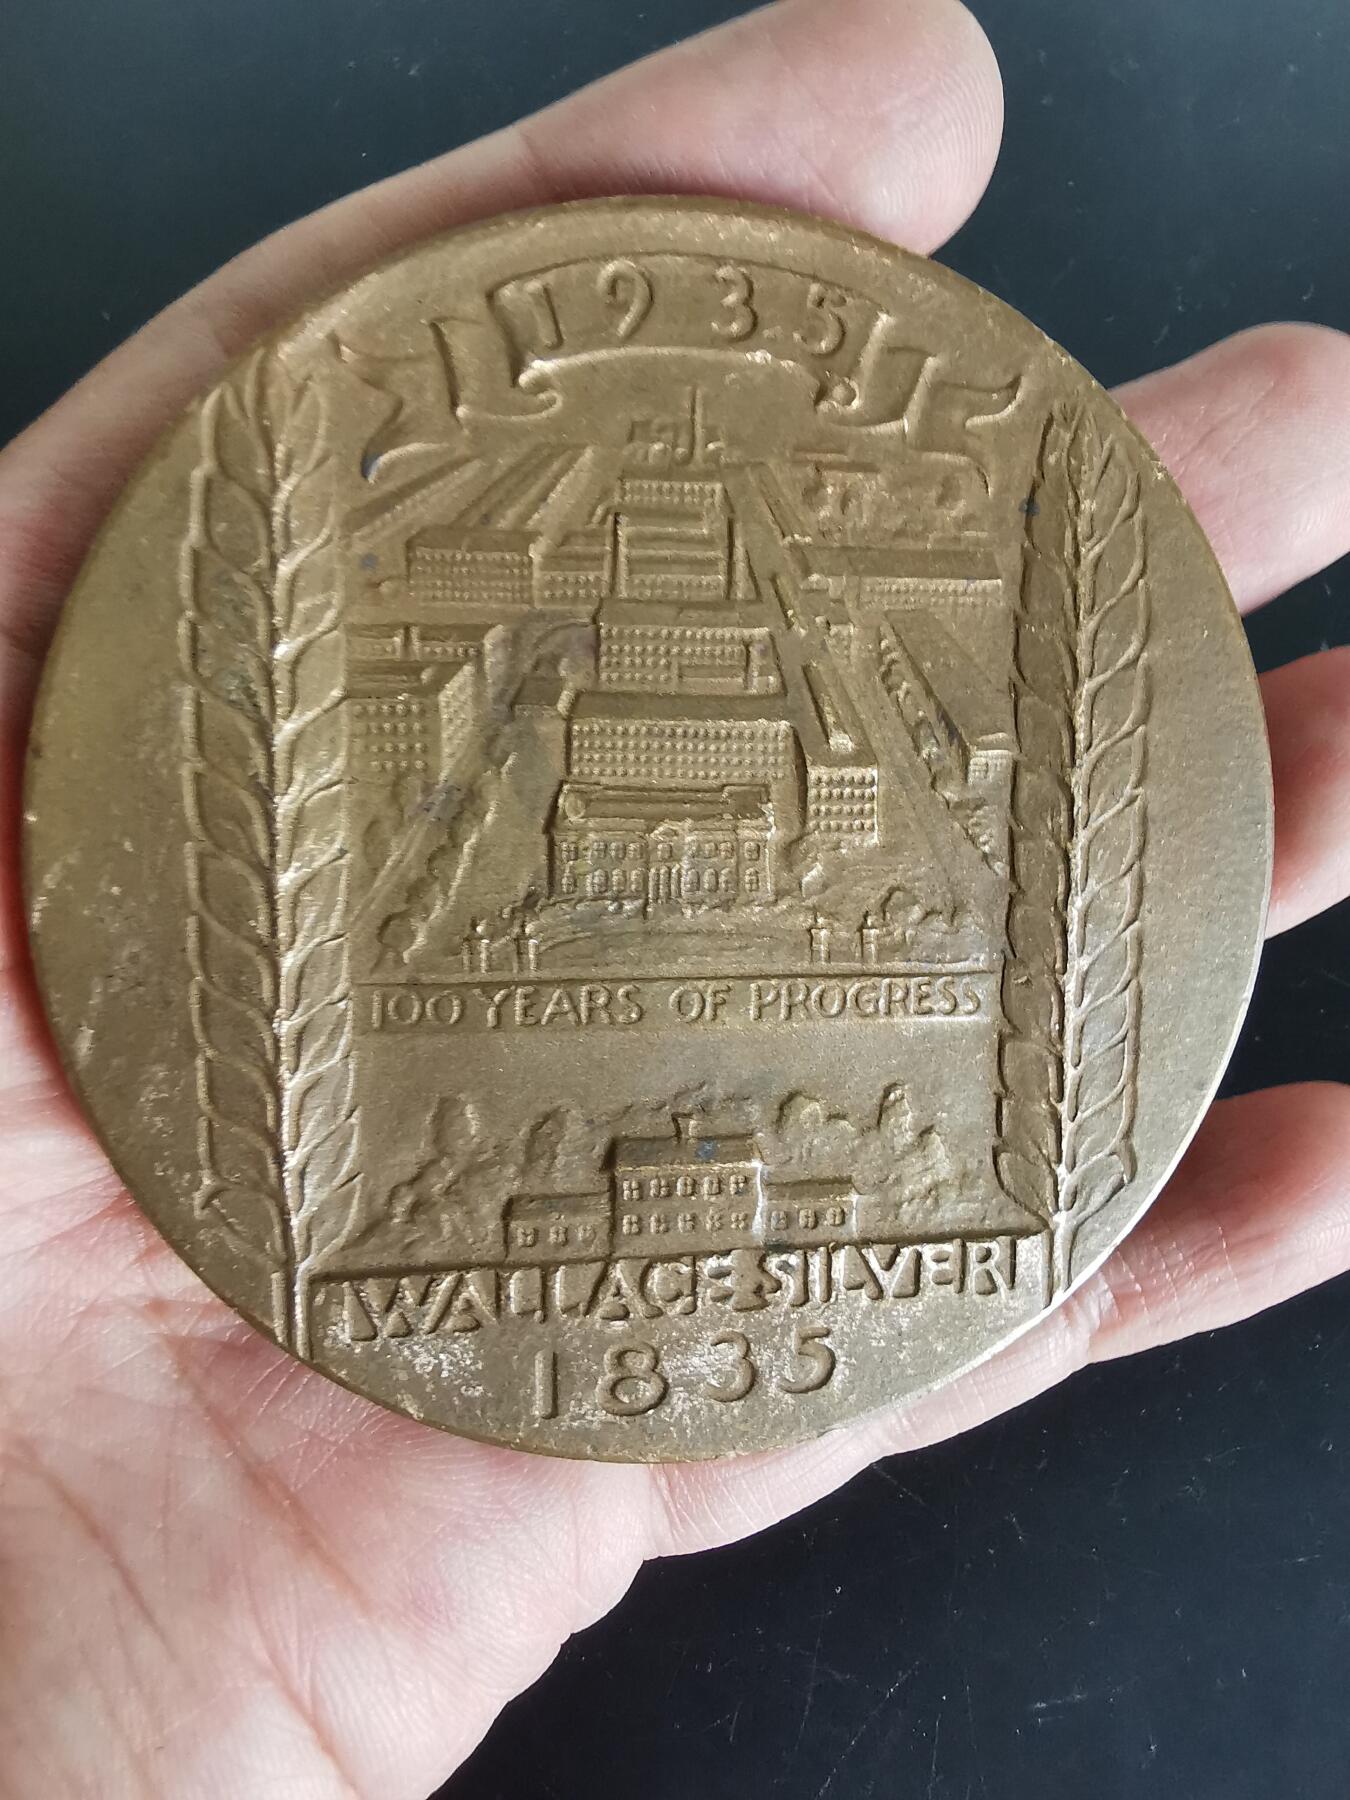 1935
100 YEARS OF PROGRESS
WALLACE SILVER
1835